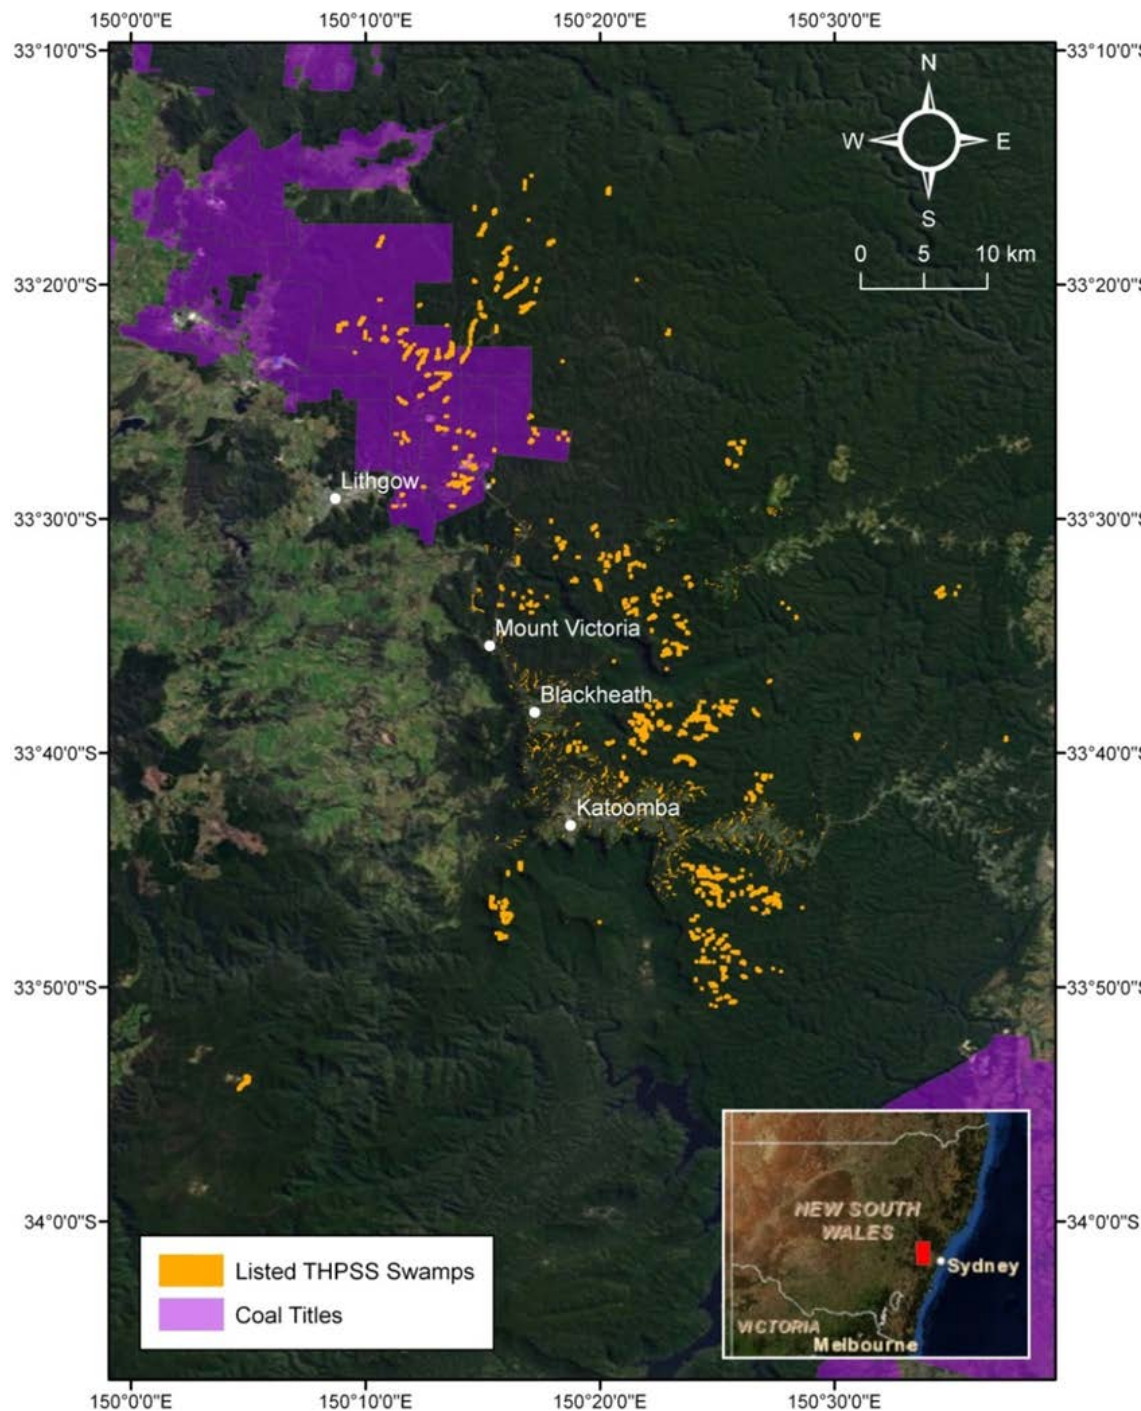 150°0'0"E
150°10'0"E
150°20'0"E
150°30'0"E
33°10'0"S
33°10'0"S
N
W
E
S
0 5 10 km
33°20'0"S
33°20'0"S
Lithgow
33°30'0"S
33°30'0"S
Mount Victoria
Blackheath
33°40'0"S
33°40'0"S
Katoomba
33°50'0"S
33°50'0"S
34°0'0"S
34°0'0"S
NEW SOUTH
WALES
Sydney
VICTORIA
Melbourne
Listed THPSS Swamps
Coal Titles
150°0'0"E
150°10'0"E
150°20'0"E
150°30'0"E